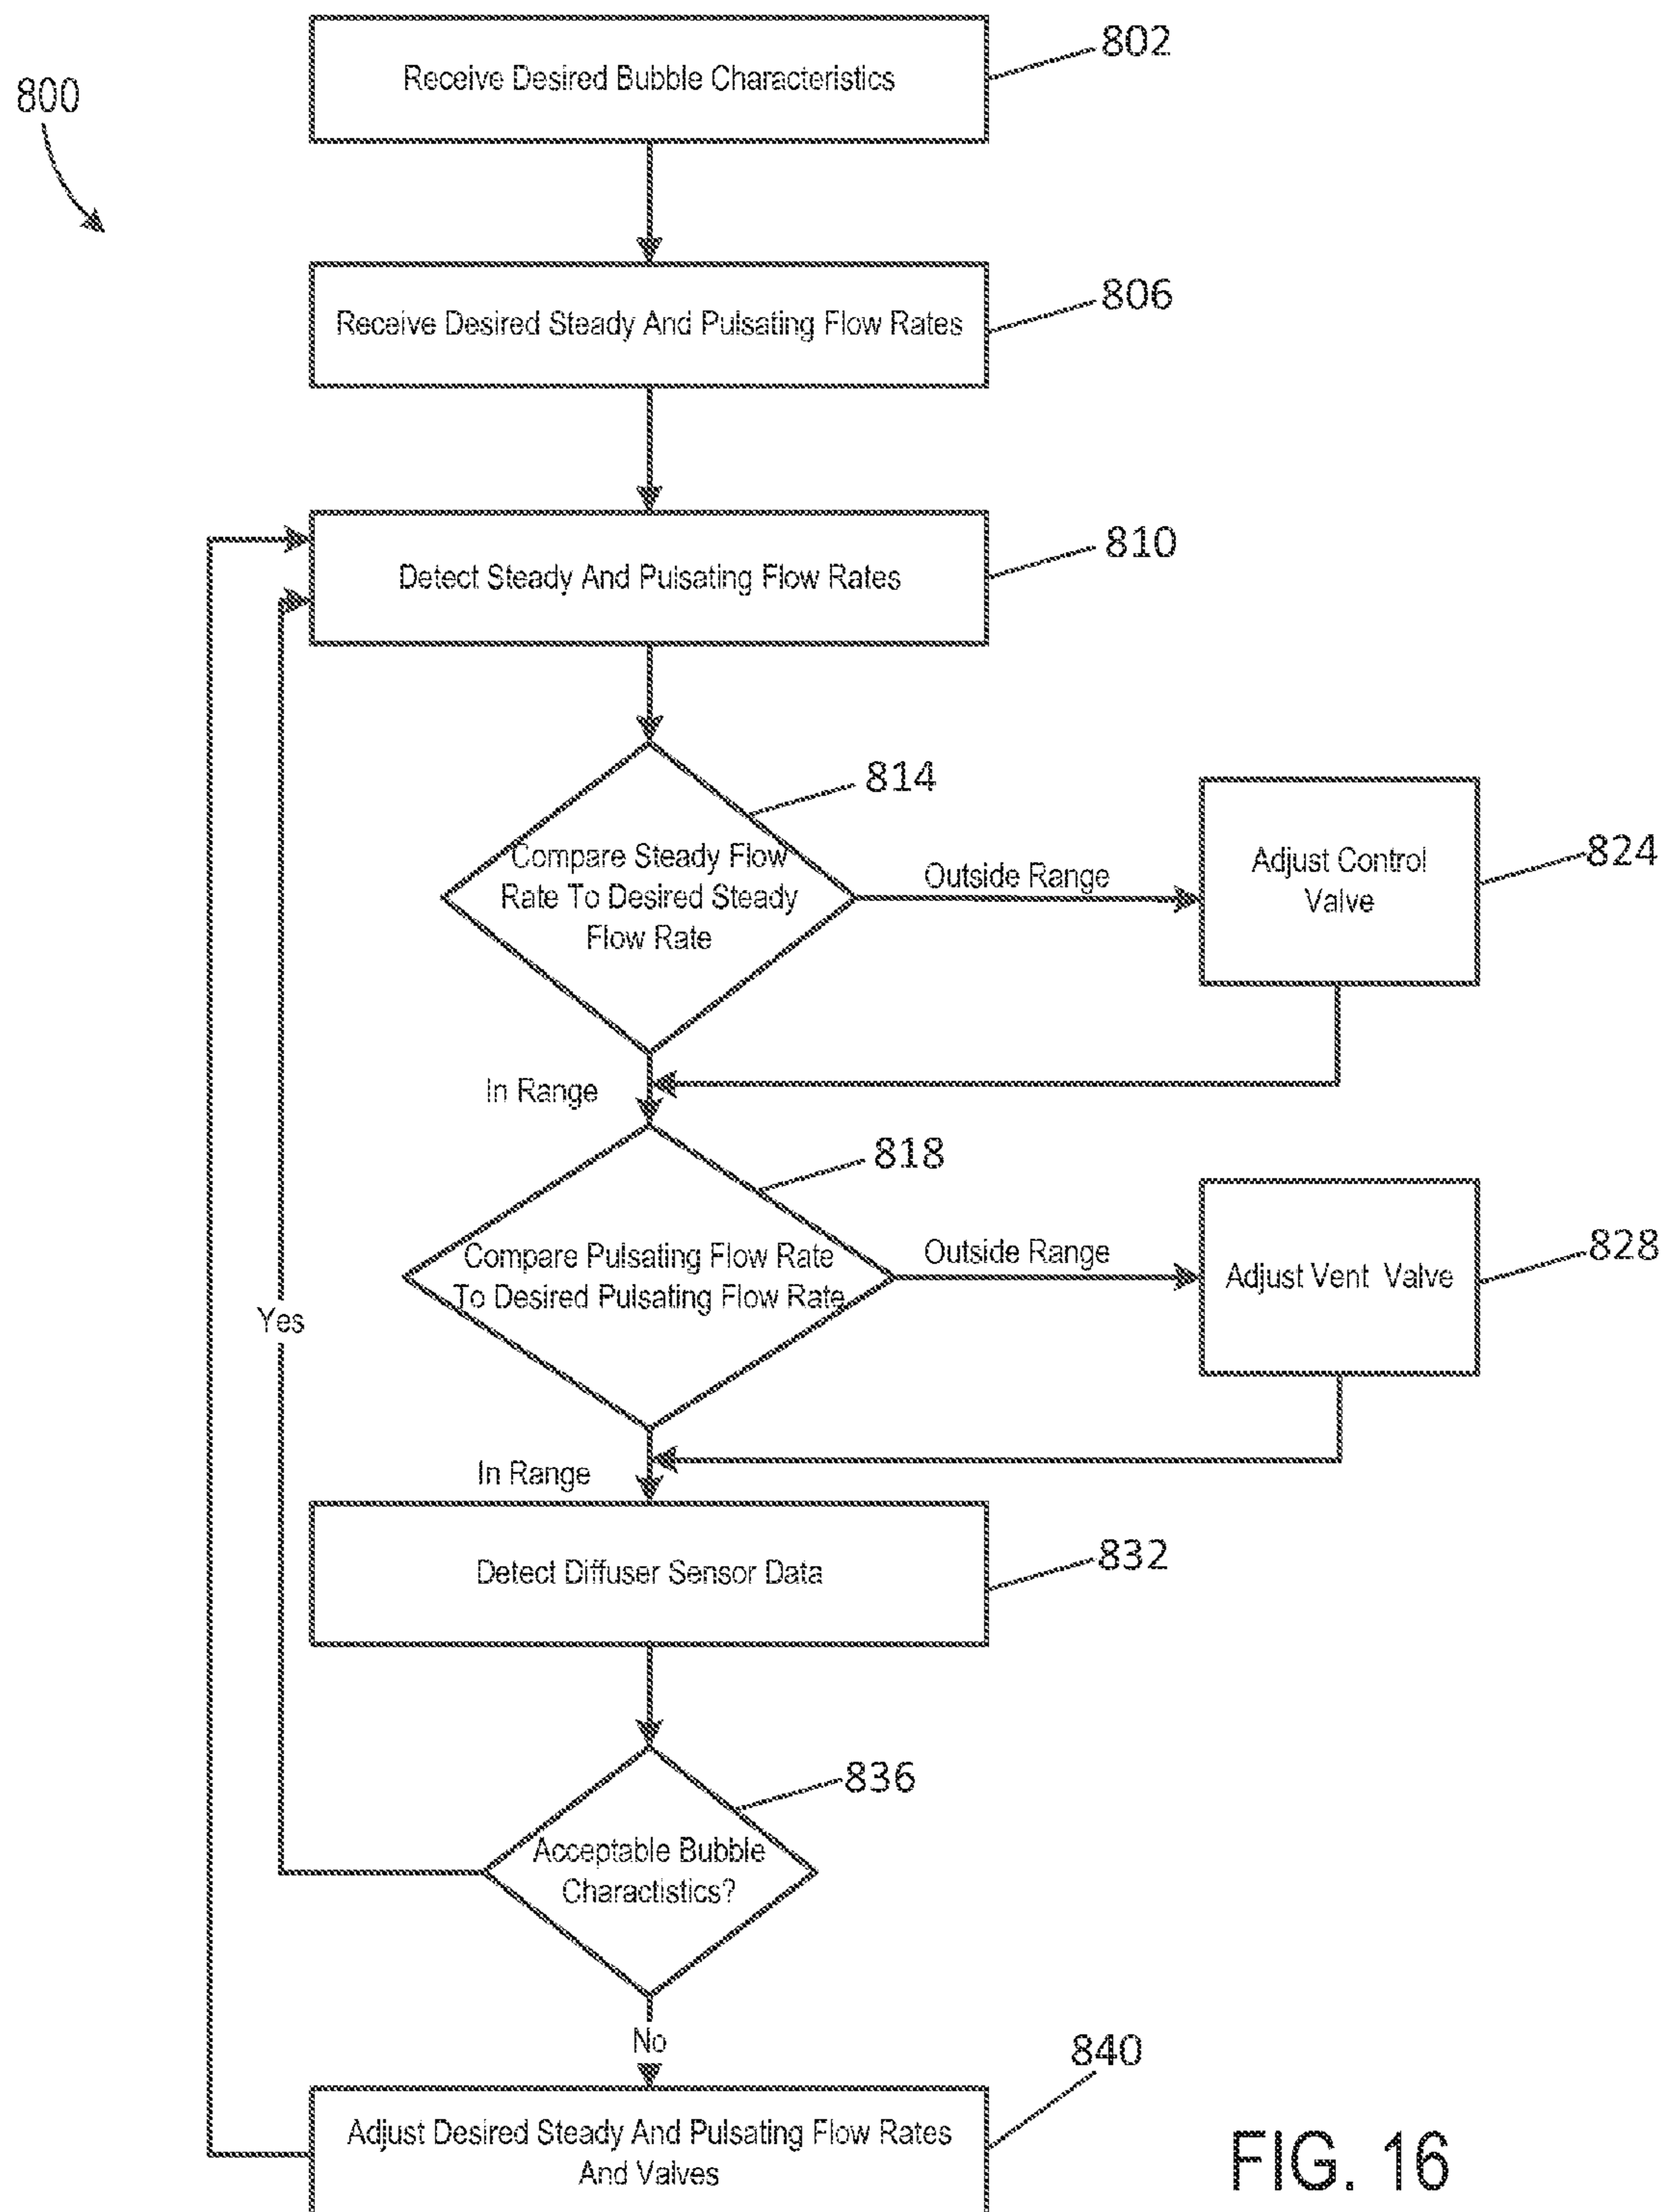 800
Receive Desired Bubble Characteristics
802
Receive Desired Steady And Pulsating Flow Rates
806
Detect Steady And Pulsating Flow Rates
810
Compare Steady Flow
Rate To Desired Steady
Flow Rate
814
Outside Range
Adjust Control
Valve
824
In Range
Compare Pulsating Flow Rate
To Desired Pulsating Flow Rate
818
Outside Range
Adjust Vent Valve
828
In Range
Yes
Detect Diffuser Sensor Data
832
Acceptable Bubble
Charactistics?
836
No
Adjust Desired Steady And Pulsating Flow Rates
And Valves
840
FIG. 16